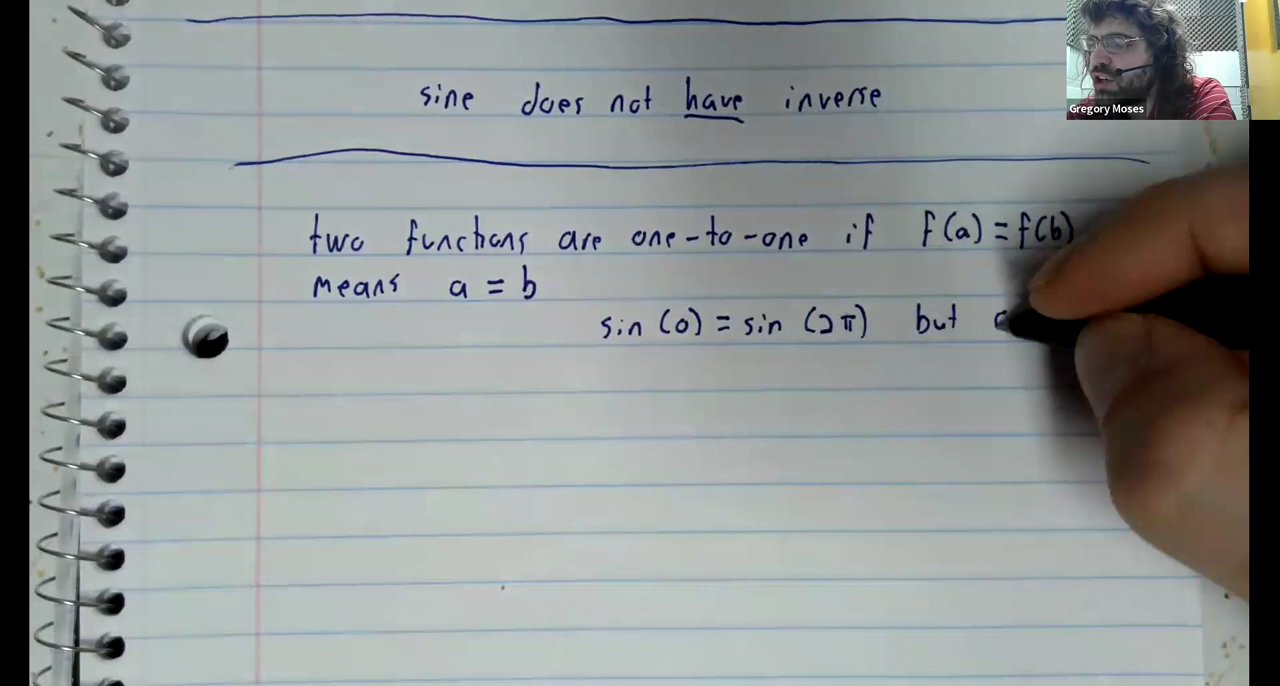 sine does not have inverse
Gregory Moses
two functions are one-to-one if f(a) = f(b)
means a = b
sin (0) = sin (2π) but